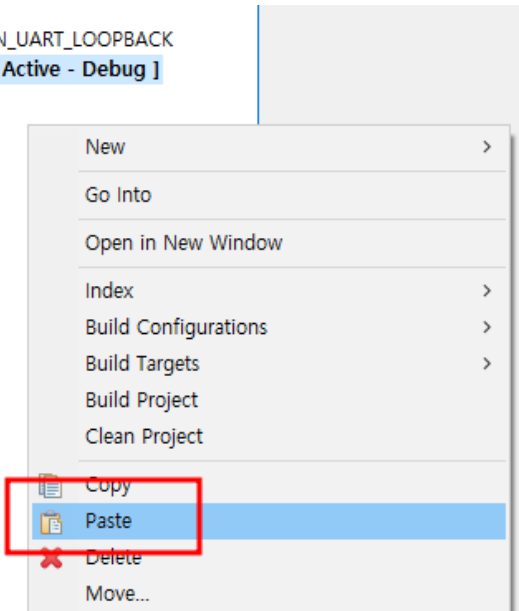 N_UART_LOOPBACK
Active - Debug ]
New
Go Into
Open in New Window
Index
Build Configurations
Build Targets
Build Project
Clean Project
Copy
Paste
Delete
Move...